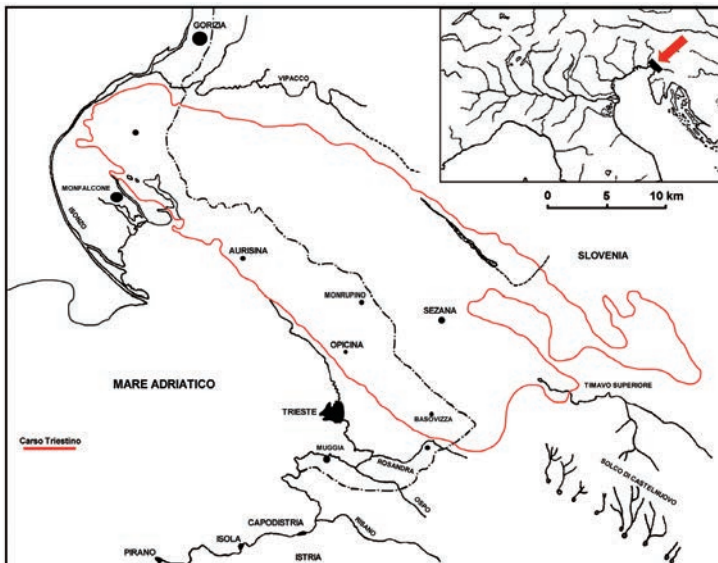 GORIZIA
VIPACCO
0 5 10 km
MONFALCONE
ISONZO
AURISINA
SLOVENIA
MONRUPINO
SEZANA
OPICINA
MARE ADRIATICO
TIMAVO SUPERIORE
TRIESTE
BASOVIZZA
Carso Triestino
MUGGIA
ROSANDRA
SOLCO DI CASTELNUOVO
OSPO
CAPODISTRIA
RISANO
ISOLA
PIRANO
ISTRIA